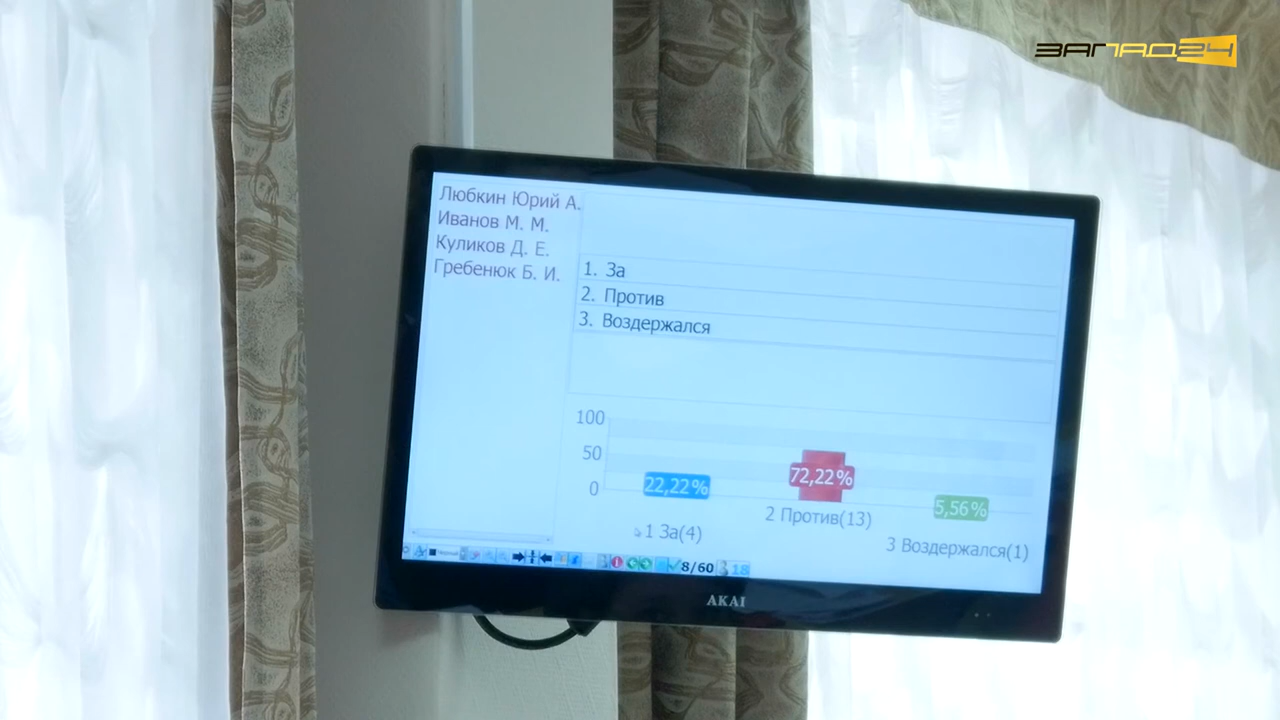 ЗАПАД24
Любкин Юрий А.
Иванов М. М.
Куликов Д. Е.
Гребенюк Б. И.
1. За
2. Против
3. Воздержался
100
50
0
22,22%
72,22%
5,56%
1 За(4)
2 Против(13)
3 Воздержался(1)
8/60
18
AKAI